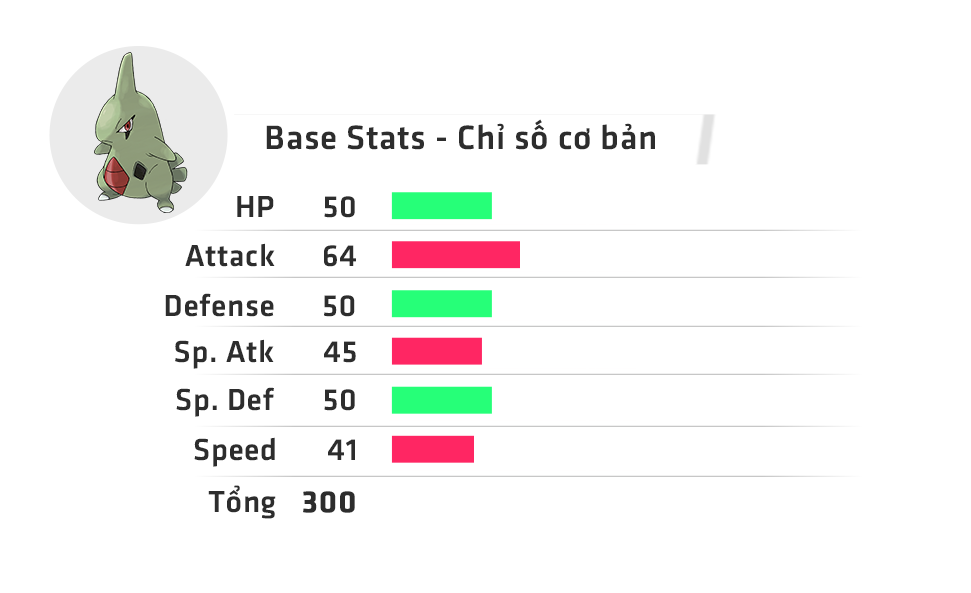 Base Stats - Chỉ số cơ bản
HP 50
Attack 64
Defense 50
Sp. Atk 45
Sp. Def 50
Speed 41
Tổng 300